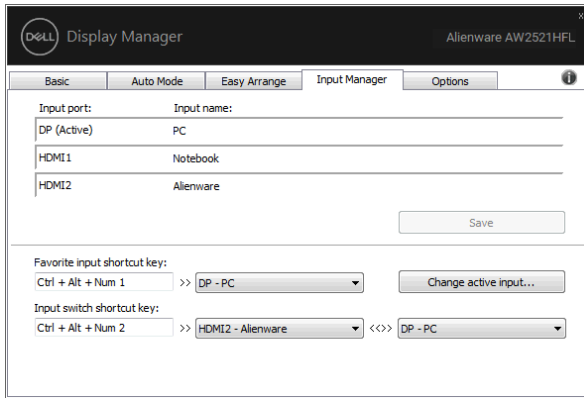 x
DELL Display Manager Alienware AW2521HFL
Basic Auto Mode Easy Arrange Input Manager Options i
Input port: Input name:
DP (Active) PC
HDMI1 Notebook
HDMI2 Alienware
Save
Favorite input shortcut key:
Ctrl + Alt + Num 1 >> DP - PC Change active input...
Input switch shortcut key:
Ctrl + Alt + Num 2 >> HDMI2 - Alienware <<>> DP - PC